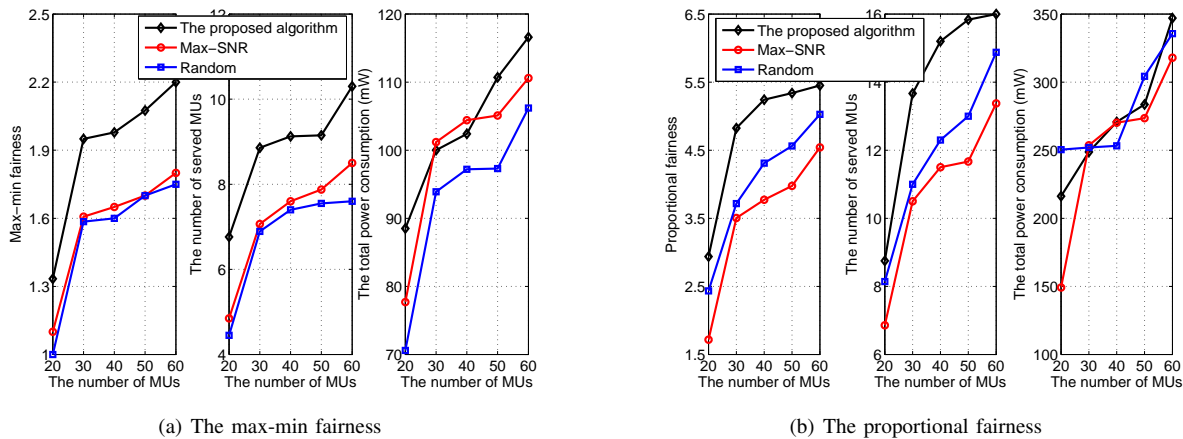 2.5
2.2
1.9
1.6
1.3
1
Max−min fairness
20 30 40 50 60
The number of MUs
12
10
8
6
4
The number of served MUs
20 30 40 50 60
The number of MUs
120
110
100
90
80
70
The total power consumption (mW)
20 30 40 50 60
The number of MUs
The proposed algorithm
Max−SNR
Random
(a) The max-min fairness
6.5
5.5
4.5
3.5
2.5
1.5
Proportional fairness
20 30 40 50 60
The number of MUs
16
14
12
10
8
6
The number of served MUs
20 30 40 50 60
The number of MUs
350
300
250
200
150
100
The total power consumption (mW)
20 30 40 50 60
The number of MUs
The proposed algorithm
Max−SNR
Random
(b) The proportional fairness